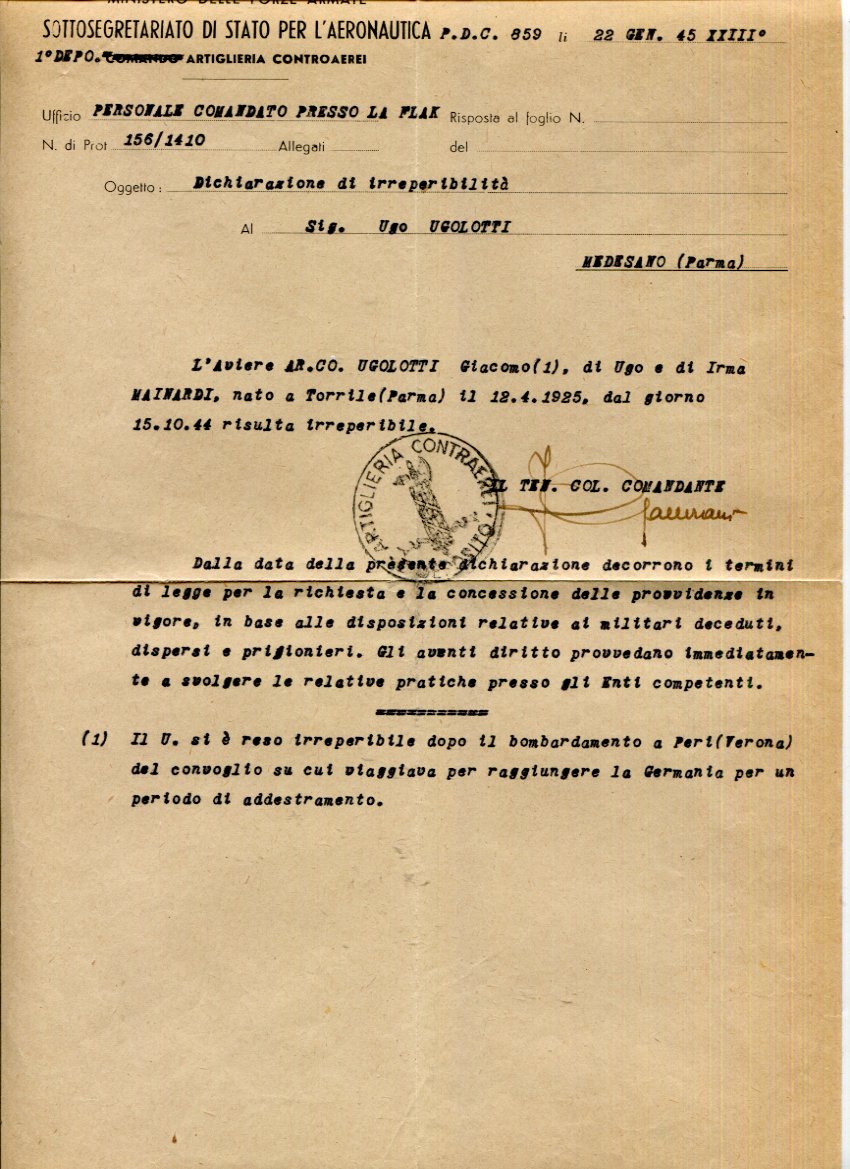 MINISTERO DELLE FORZE ARMATE
SOTTOSEGRETARIATO DI STATO PER L'AERONAUTICA P.D.C. 859 li 22 GEN. 45 IIIII°
1° DEPO. COMANDO ARTIGLIERIA CONTROAEREI
Ufficio PERSONALE COMANDATO PRESSO LA FLAK Risposta al foglio N.
N. di Prot 156/1410 Allegati del
Oggetto: Dichiarazione di irreperibilità
Al Sig. Ugo UGOLOTTI
MEDESANO (Parma)
L'Aviere AR.CO. UGOLOTTI Giacomo(1), di Ugo e di Irma
MAINARDI, nato a Torrile(Parma) il 12.4.1925, dal giorno
15.10.44 risulta irreperibile.
ARTIGLIERIA CONTRAEREI
IL TEN. COL. COMANDANTE
Dalla data della presente dichiarazione decorrono i termini
di legge per la richiesta e la concessione delle provvidenze in
vigore, in base alle disposizioni relative ai militari deceduti,
dispersi e prigionieri. Gli aventi diritto provvedano immediatamen-
te a svolgere le relative pratiche presso gli Enti competenti.
(1) Il U. si è reso irreperibile dopo il bombardamento a Peri(Verona)
del convoglio su cui viaggiava per raggiungere la Germania per un
periodo di addestramento.